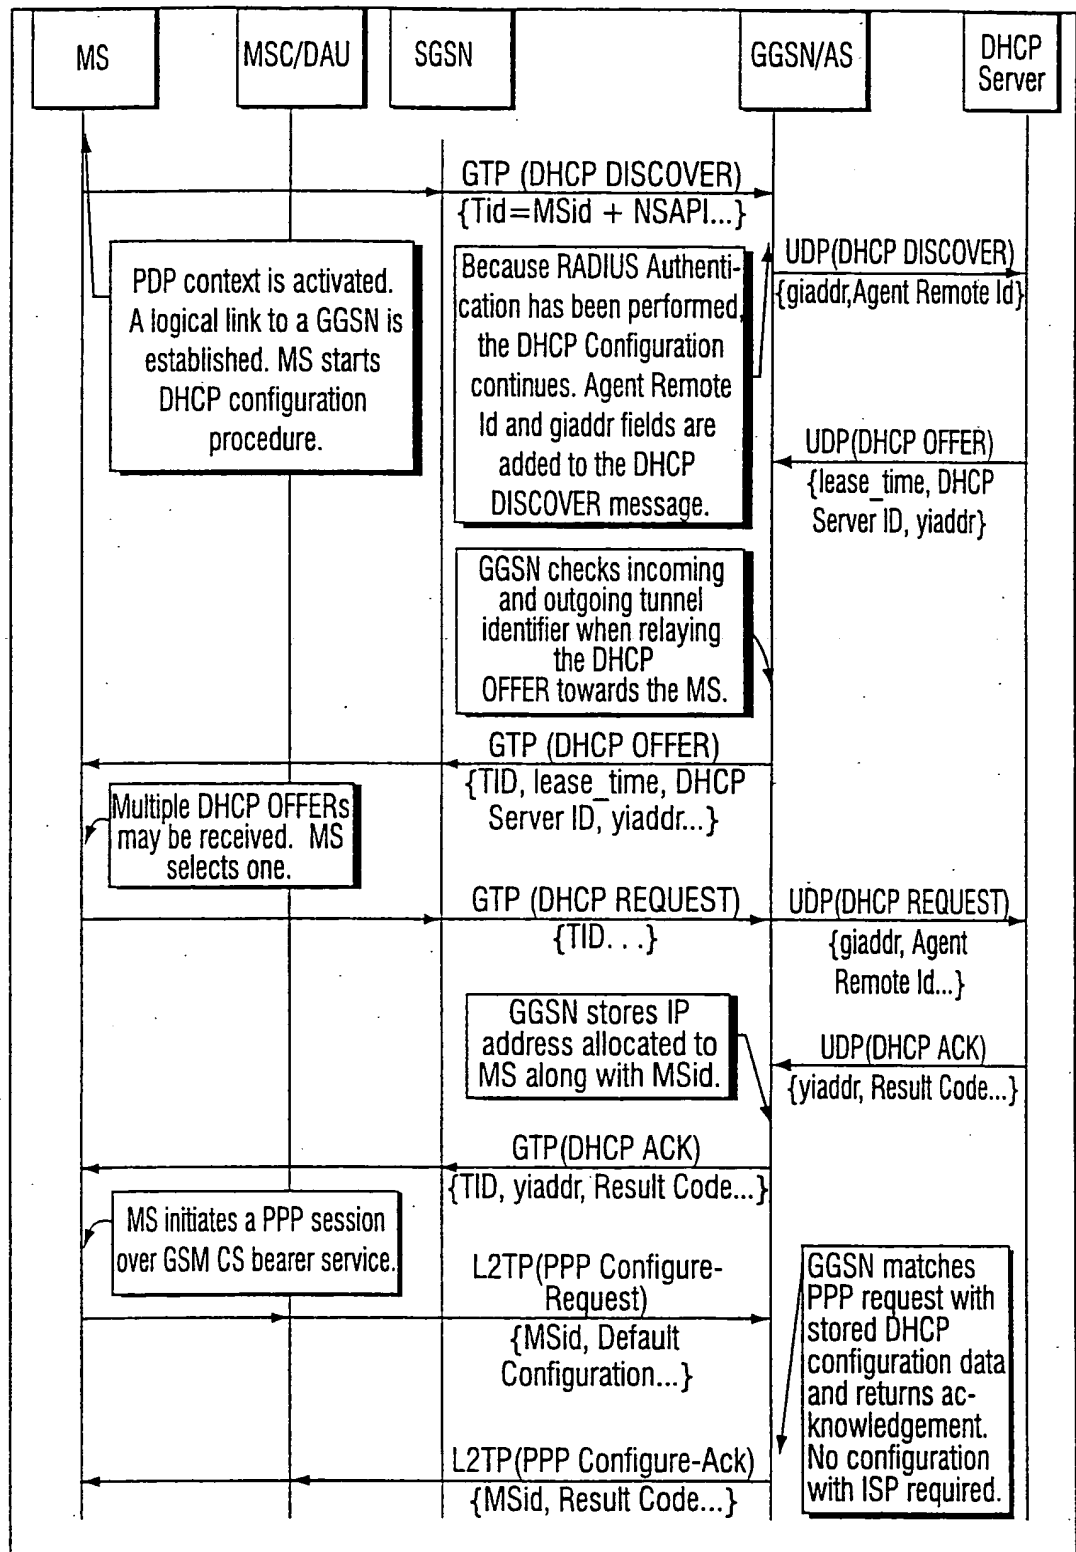 MS
MSC/DAU
SGSN
GGSN/AS
DHCP
Server
GTP (DHCP DISCOVER)
{Tid=MSid + NSAPI...}
UDP(DHCP DISCOVER)
{giaddr,Agent Remote Id}
PDP context is activated.
A logical link to a GGSN is
established. MS starts
DHCP configuration
procedure.
Because RADIUS Authenti-
cation has been performed,
the DHCP Configuration
continues. Agent Remote
Id and giaddr fields are
added to the DHCP
DISCOVER message.
UDP(DHCP OFFER)
{lease_time, DHCP
Server ID, yiaddr}
GGSN checks incoming
and outgoing tunnel
identifier when relaying
the DHCP
OFFER towards the MS.
GTP (DHCP OFFER)
{TID, lease_time, DHCP
Server ID, yiaddr...}
Multiple DHCP OFFERs
may be received. MS
selects one.
GTP (DHCP REQUEST)
{TID. . .}
UDP(DHCP REQUEST)
{giaddr, Agent
Remote Id...}
GGSN stores IP
address allocated to
MS along with MSid.
UDP(DHCP ACK)
{yiaddr, Result Code...}
GTP(DHCP ACK)
{TID, yiaddr, Result Code...}
MS initiates a PPP session
over GSM CS bearer service.
L2TP(PPP Configure-
Request)
{MSid, Default
Configuration...}
GGSN matches
PPP request with
stored DHCP
configuration data
and returns ac-
knowledgement.
No configuration
with ISP required.
L2TP(PPP Configure-Ack)
{MSid, Result Code...}